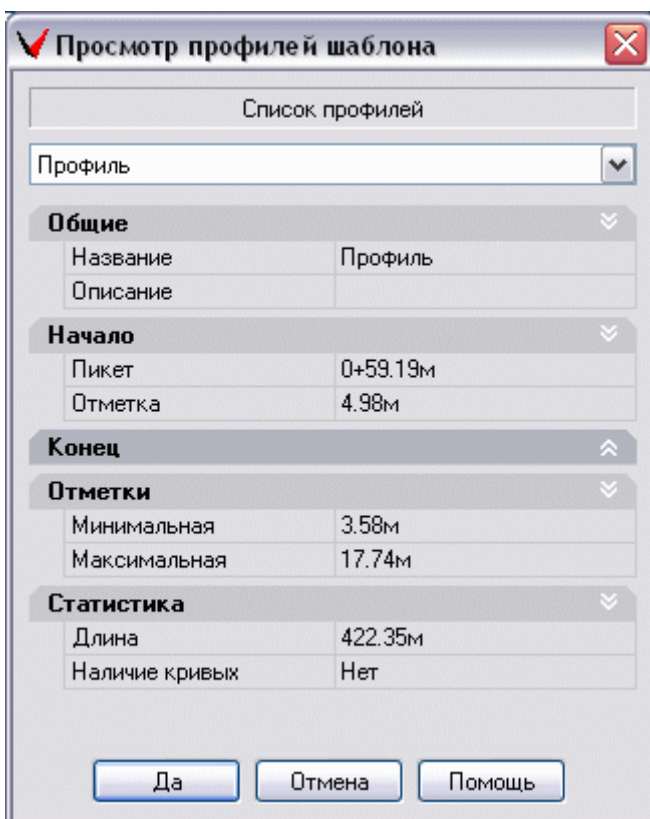 Просмотр профилей шаблона
Список профилей
Профиль
Общие
Название Профиль
Описание
Начало
Пикет 0+59.19м
Отметка 4.98м
Конец
Отметки
Минимальная 3.58м
Максимальная 17.74м
Статистика
Длина 422.35м
Наличие кривых Нет
Да Отмена Помощь